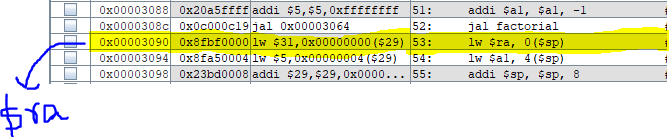 0x00003088 0x20a5ffff addi $5,$5,0xffffffff 51: addi $a1, $a1, -1 #
0x0000308c 0x0c000c19 jal 0x00003064 52: jal factorial #
0x00003090 0x8fbf0000 lw $31,0x00000000($29) 53: lw $ra, 0($sp) #
0x00003094 0x8fa50004 lw $5,0x00000004($29) 54: lw $a1, 4($sp) #
0x00003098 0x23bd0008 addi $29,$29,0x0000... 55: addi $sp, $sp, 8 #
$ra